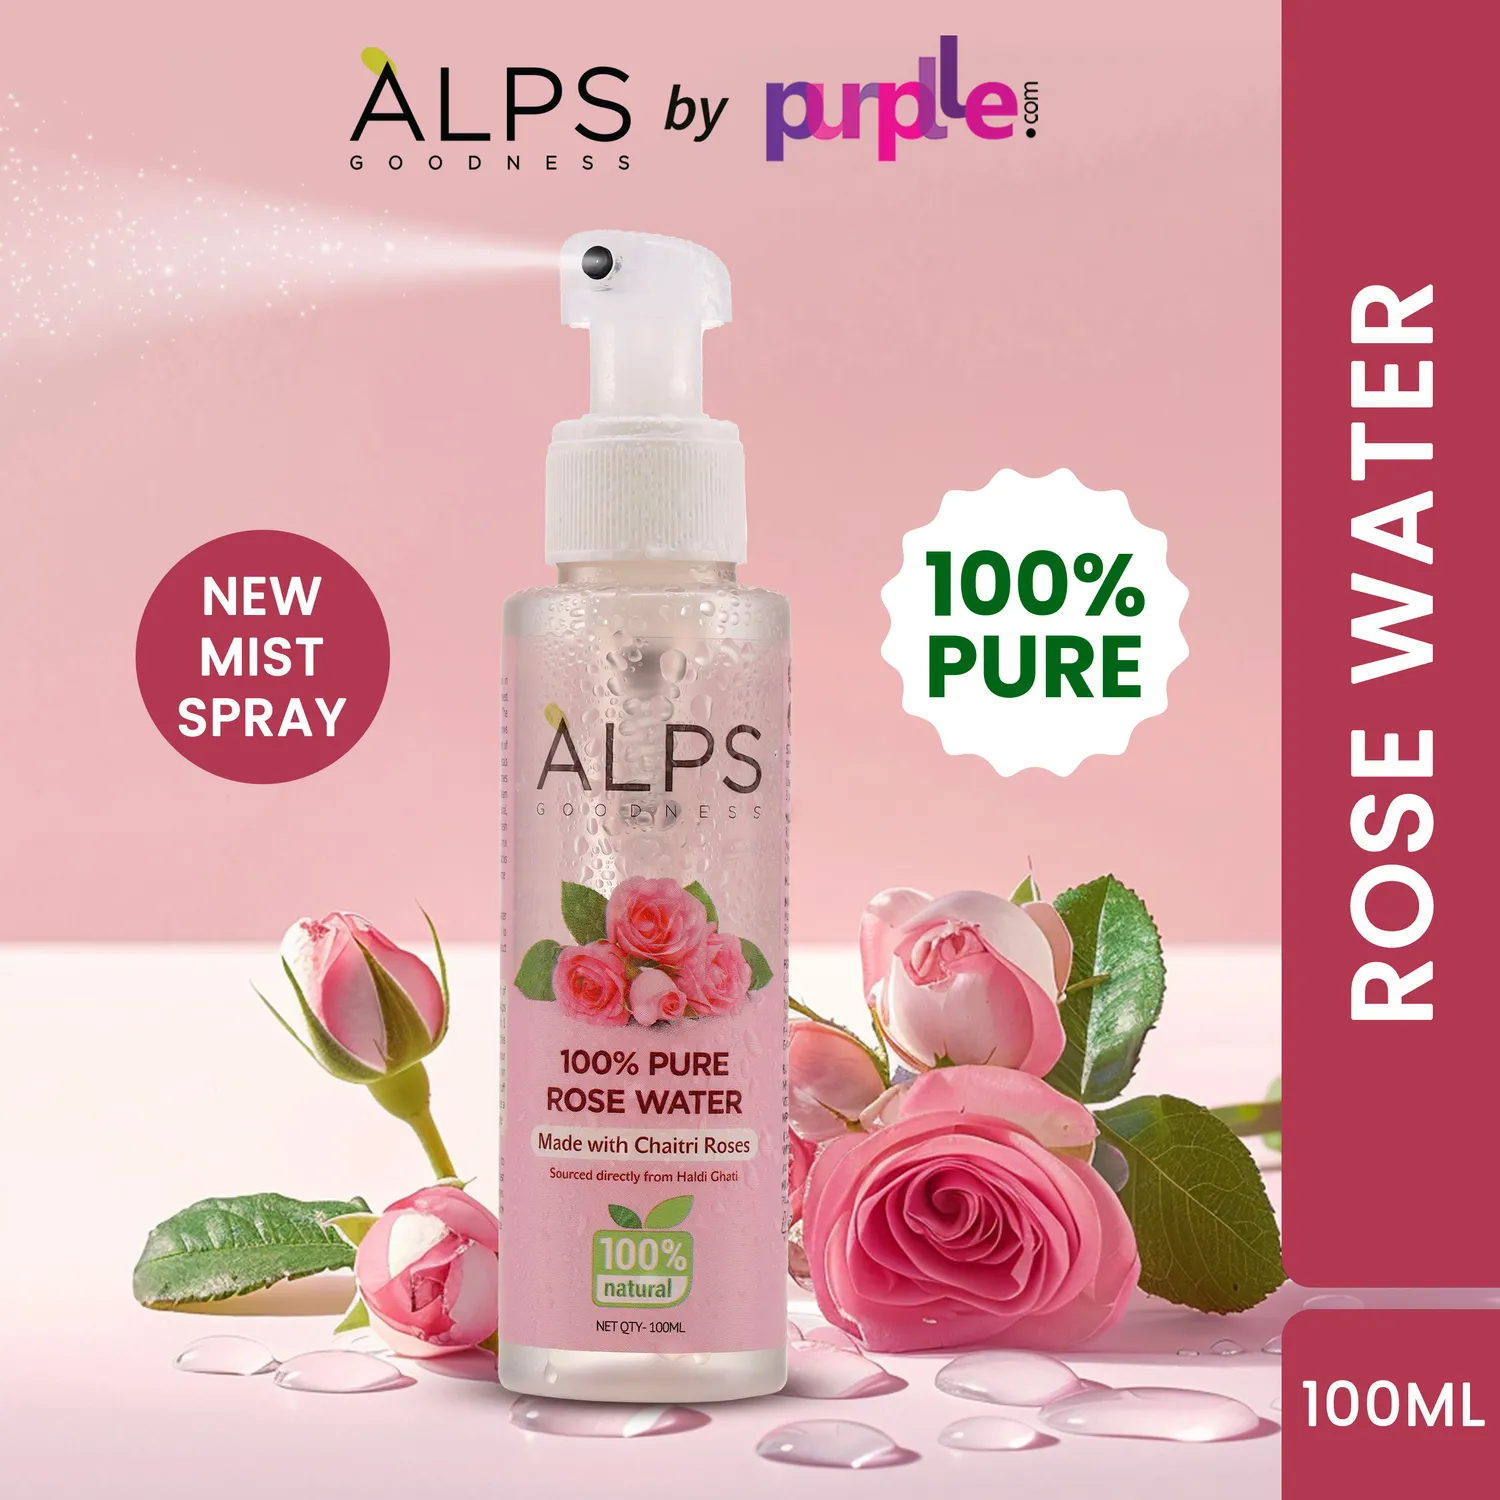 ALPS by purplle.com
GOODNESS
NEW
MIST
SPRAY
100%
PURE
ALPS
GOODNESS
100% PURE
ROSE WATER
Made with Chaitri Roses
Sourced directly from Haldi Ghati
100%
natural
NET QTY- 100ML
ROSE WATER
100ML